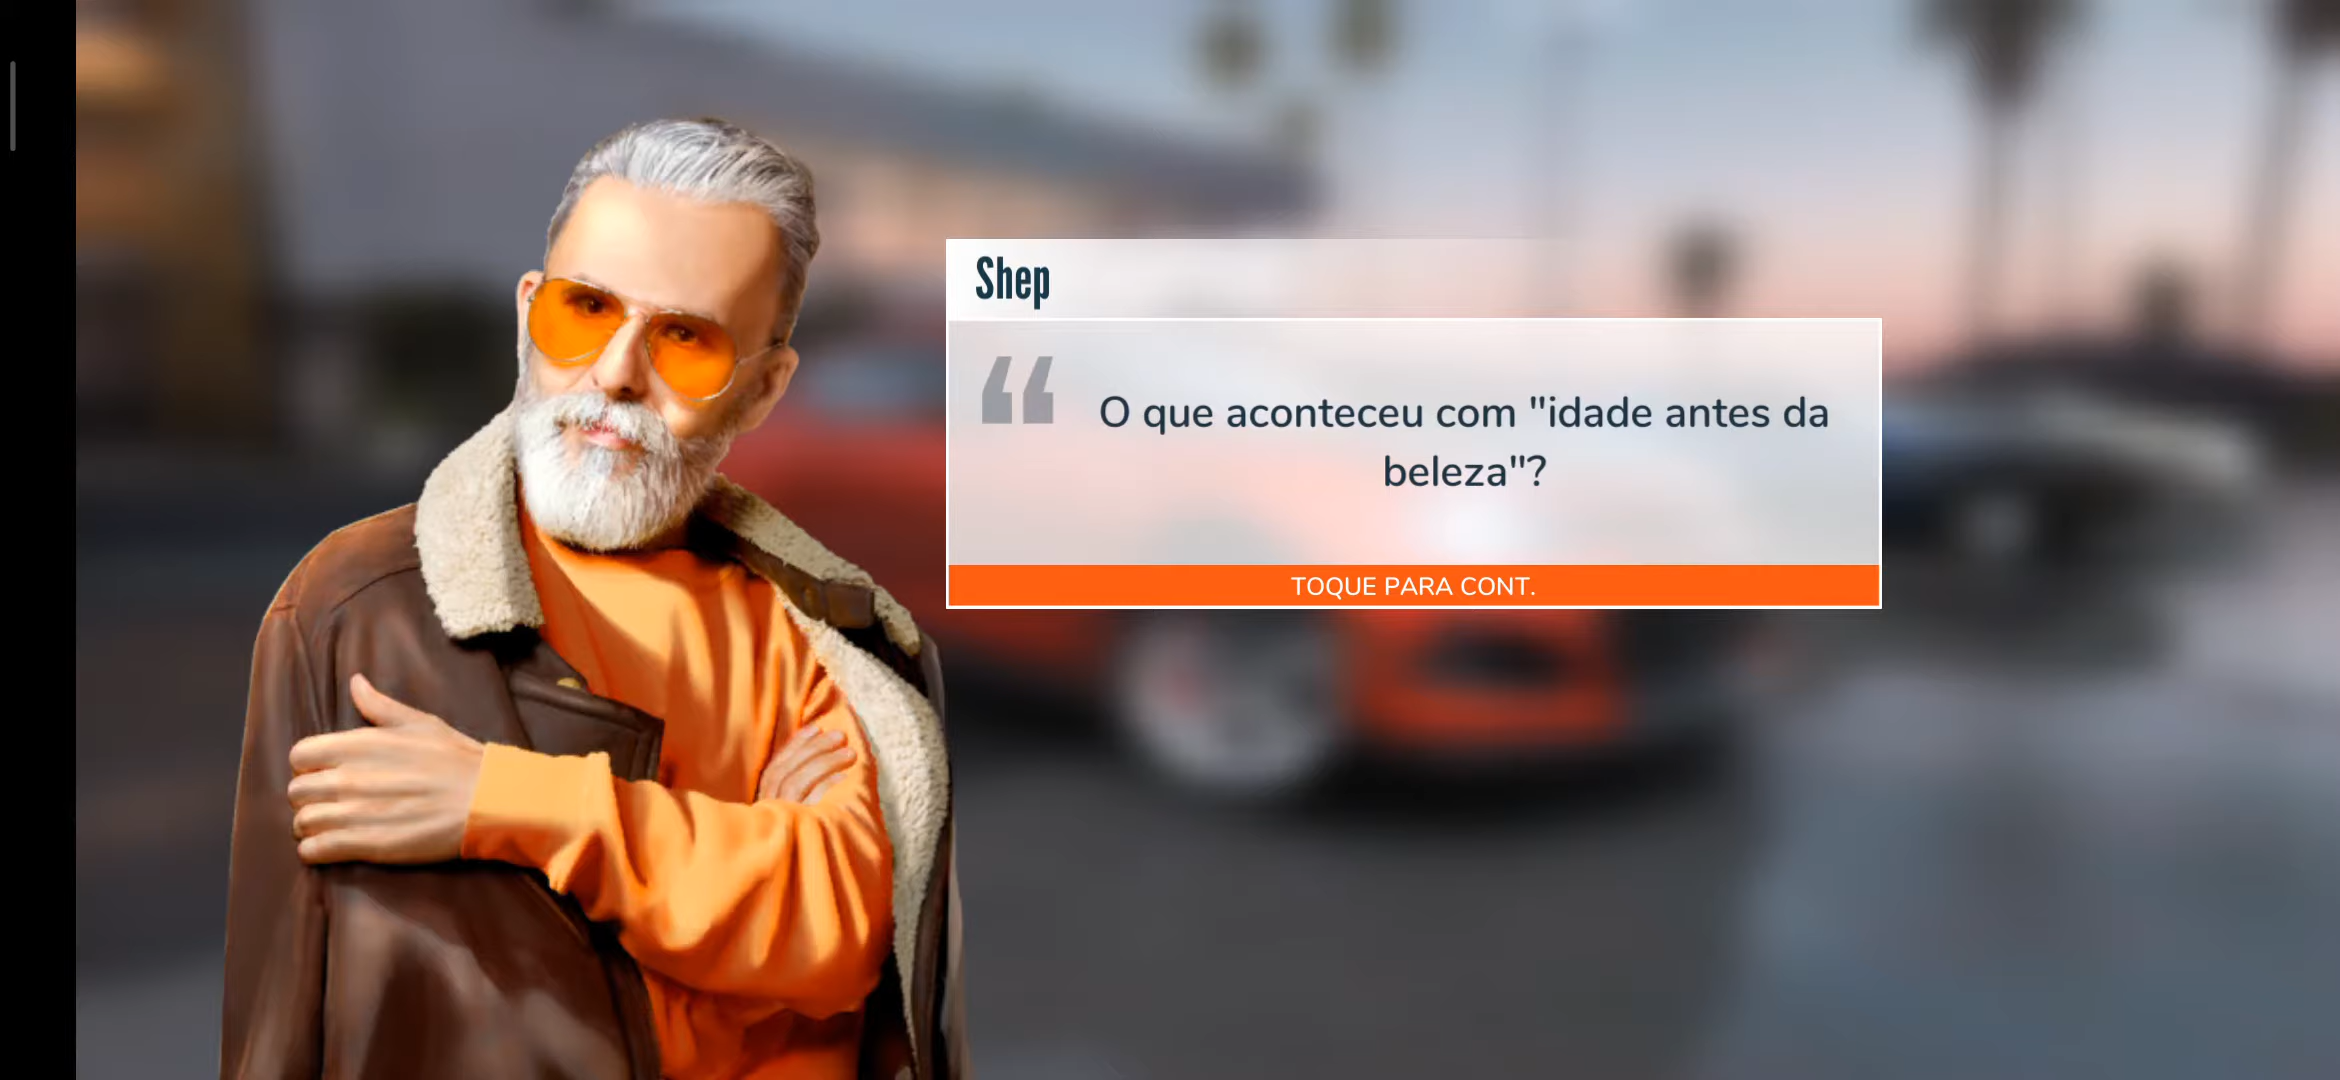 Shep
O que aconteceu com "idade antes da
beleza"?
TOQUE PARA CONT.